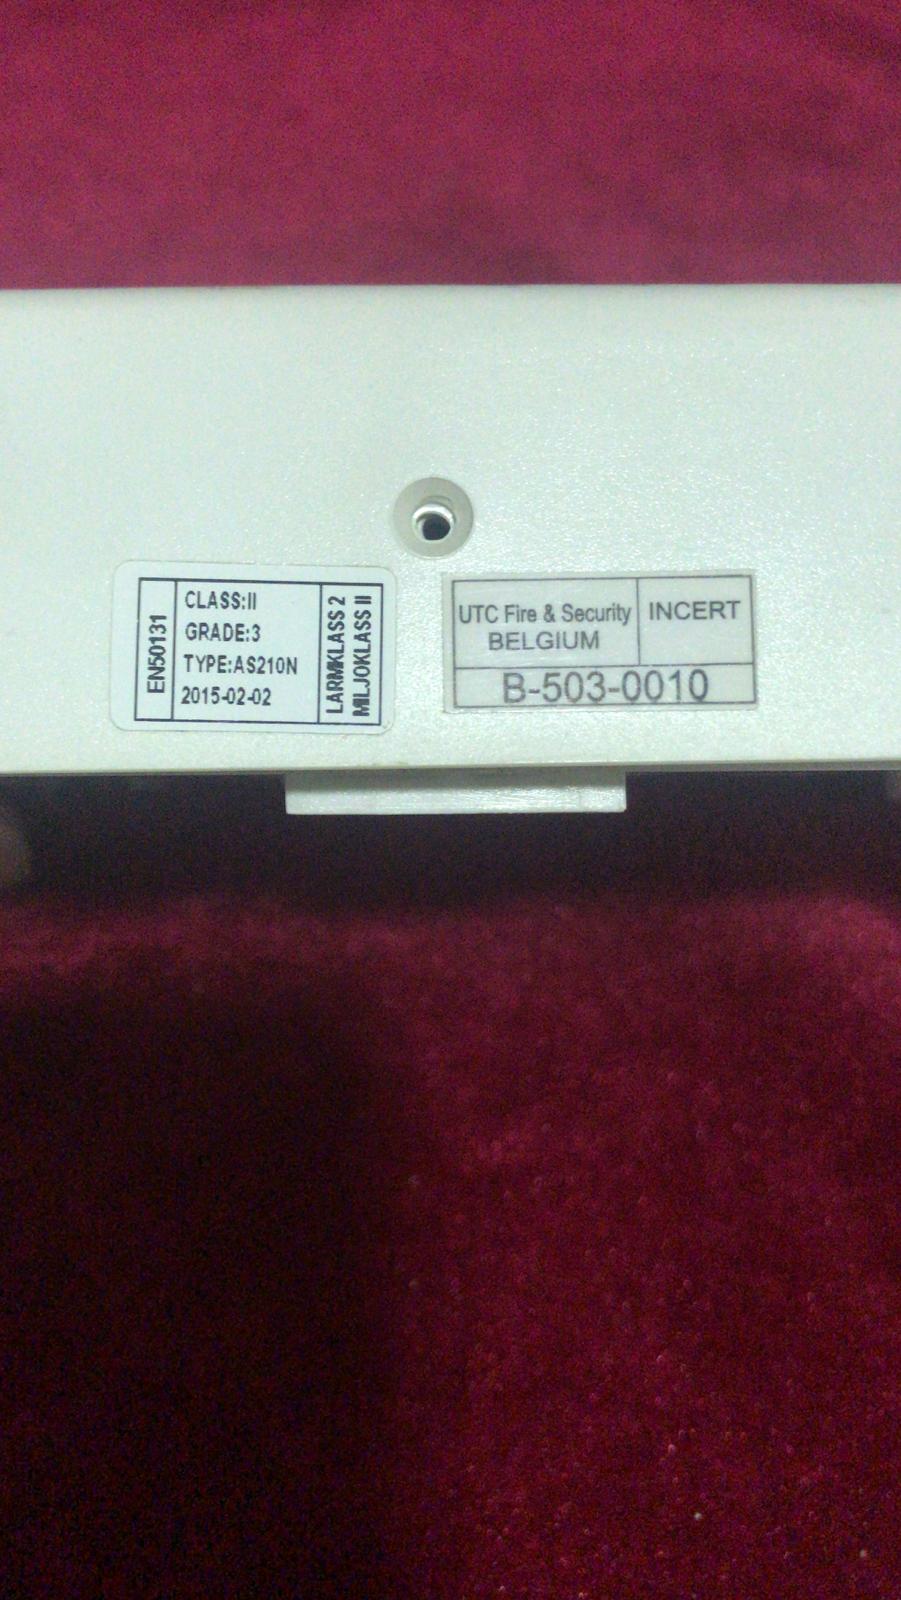 EN50131
CLASS:II
GRADE:3
TYPE:AS210N
2015-02-02
LARMKLASS 2
MILJOKLASS II
UTC Fire & Security
BELGIUM
INCERT
B-503-0010